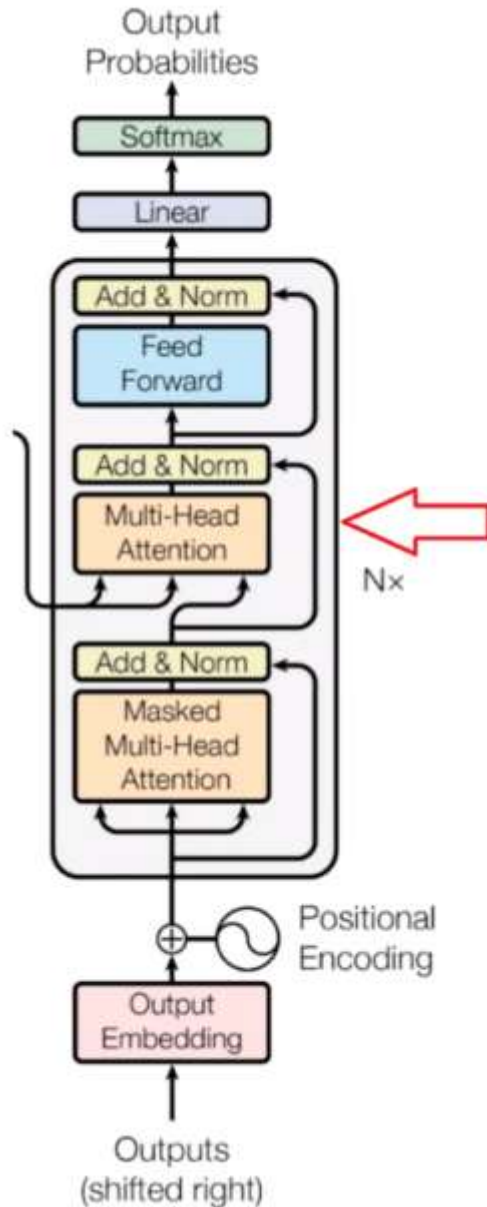 Output
Probabilities
Softmax
Linear
Add & Norm
Feed
Forward
Add & Norm
Multi-Head
Attention
N×
Add & Norm
Masked
Multi-Head
Attention
Positional
Encoding
Output
Embedding
Outputs
(shifted right)